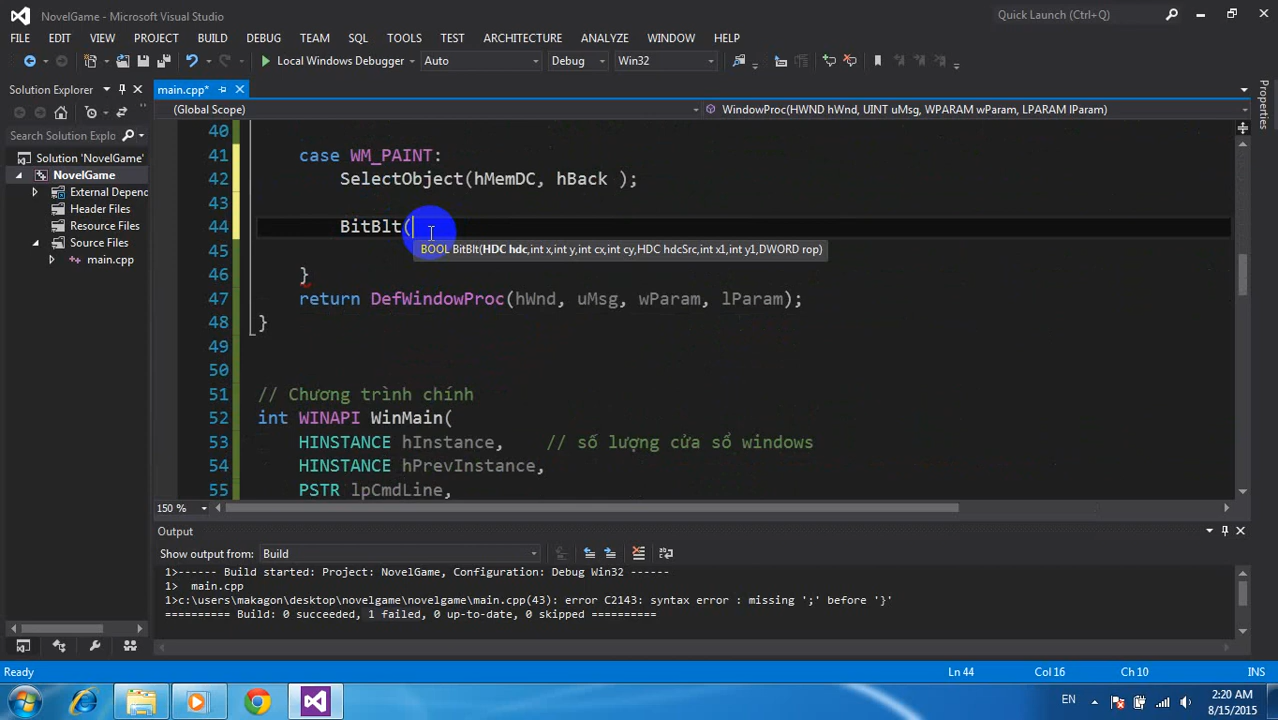 NovelGame - Microsoft Visual Studio
Quick Launch (Ctrl+Q)
FILE EDIT VIEW PROJECT BUILD DEBUG TEAM SQL TOOLS TEST ARCHITECTURE ANALYZE WINDOW HELP
Local Windows Debugger Auto Debug Win32
Solution Explorer
main.cpp*
Properties
(Global Scope)
WindowProc(HWND hWnd, UINT uMsg, WPARAM wParam, LPARAM lParam)
Search Solution Explo
Solution 'NovelGame'
NovelGame
External Depend
Header Files
Resource Files
Source Files
main.cpp
40
41 case WM_PAINT:
42 SelectObject(hMemDC, hBack );
43
44 BitBlt(
BOOL BitBlt(HDC hdc,int x,int y,int cx,int cy,HDC hdcSrc,int x1,int y1,DWORD rop)
45
46 }
47 return DefWindowProc(hWnd, uMsg, wParam, lParam);
48 }
49
50
51 // Chương trình chính
52 int WINAPI WinMain(
53 HINSTANCE hInstance, // số lượng cửa sổ windows
54 HINSTANCE hPrevInstance,
55 PSTR lpCmdLine,
150 %
Output
Show output from: Build
1>------ Build started: Project: NovelGame, Configuration: Debug Win32 ------
1> main.cpp
1>c:\users\makagon\desktop\novelgame\novelgame\main.cpp(43): error C2143: syntax error : missing ';' before '}'
========== Build: 0 succeeded, 1 failed, 0 up-to-date, 0 skipped ==========
Ready
Ln 44 Col 16 Ch 10 INS
EN
2:20 AM
8/15/2015